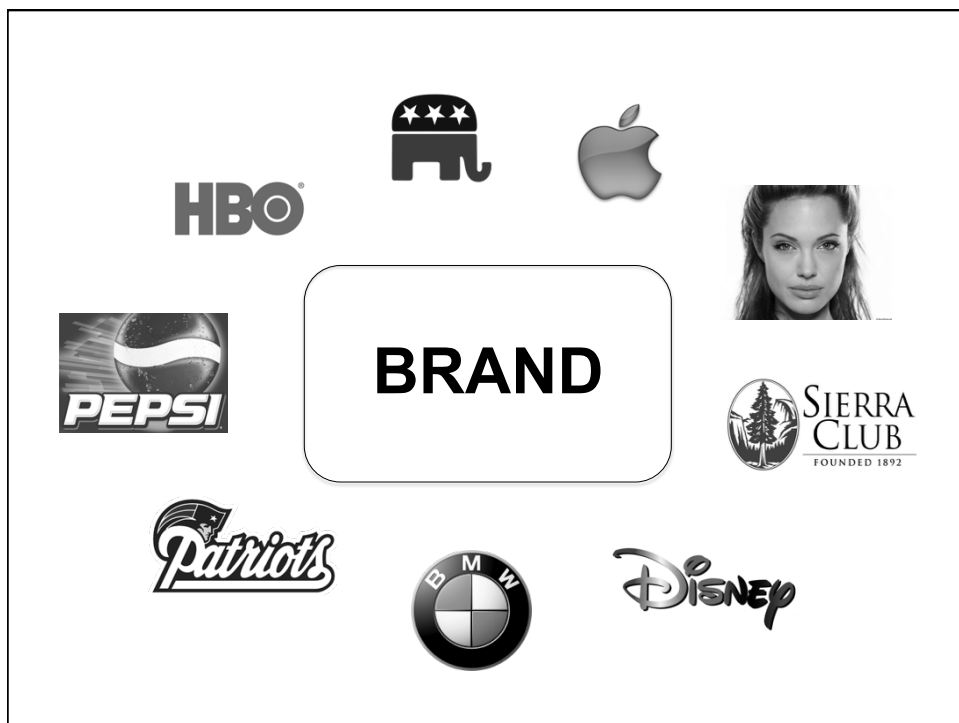 HBO
BRAND
PEPSI
SIERRA
CLUB
FOUNDED 1892
Patriots
BMW
DISNEY